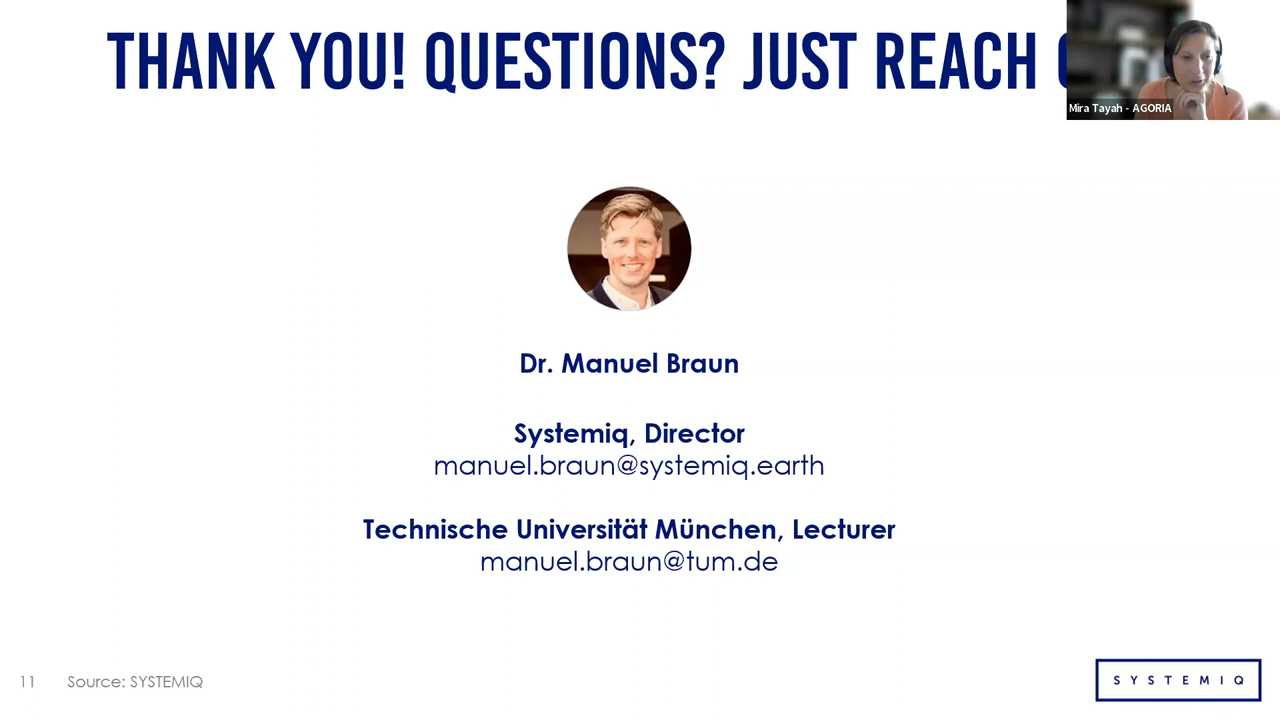 THANK YOU! QUESTIONS? JUST REACH
Mira Tayah - AGORIA
Dr. Manuel Braun
Systemiq, Director
manuel.braun@systemiq.earth
Technische Universität München, Lecturer
manuel.braun@tum.de
11 Source: SYSTEMIQ
SYSTEMIQ